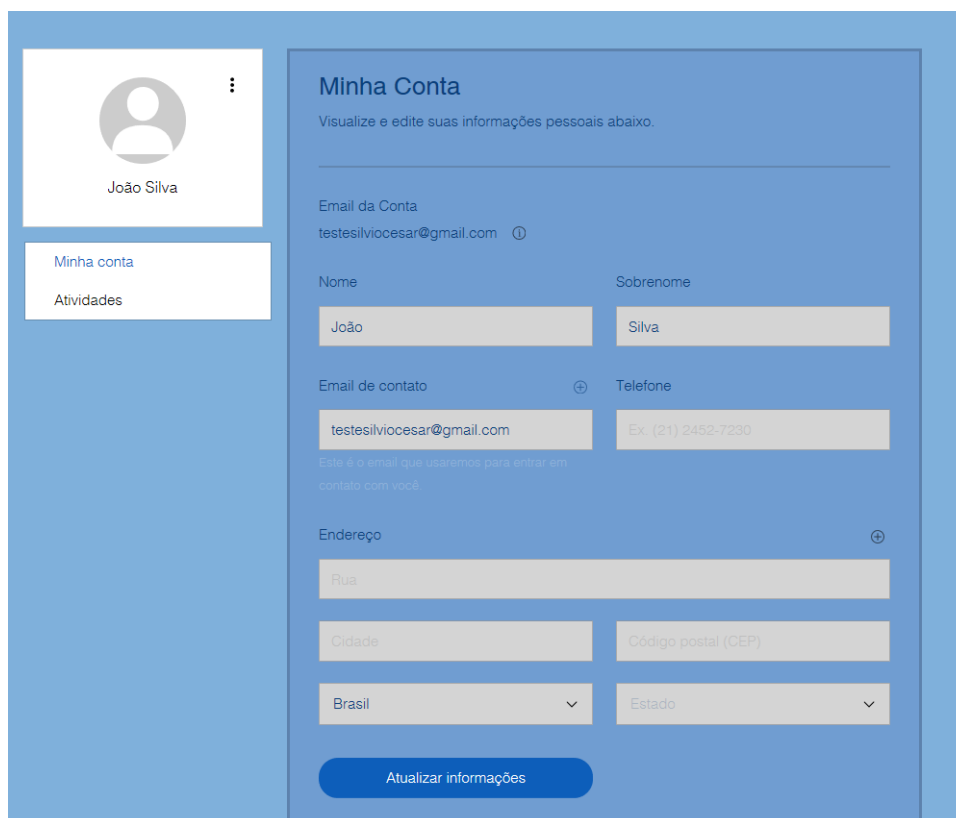 João Silva
Minha conta
Atividades
Minha Conta
Visualize e edite suas informações pessoais abaixo.
Email da Conta
testesilviocesar@gmail.com
Nome
Sobrenome
João
Silva
Email de contato
Telefone
testesilviocesar@gmail.com
Ex. (21) 2452-7230
Este é o email que usaremos para entrar em
contato com você.
Endereço
Rua
Cidade
Código postal (CEP)
Brasil
Estado
Atualizar informações